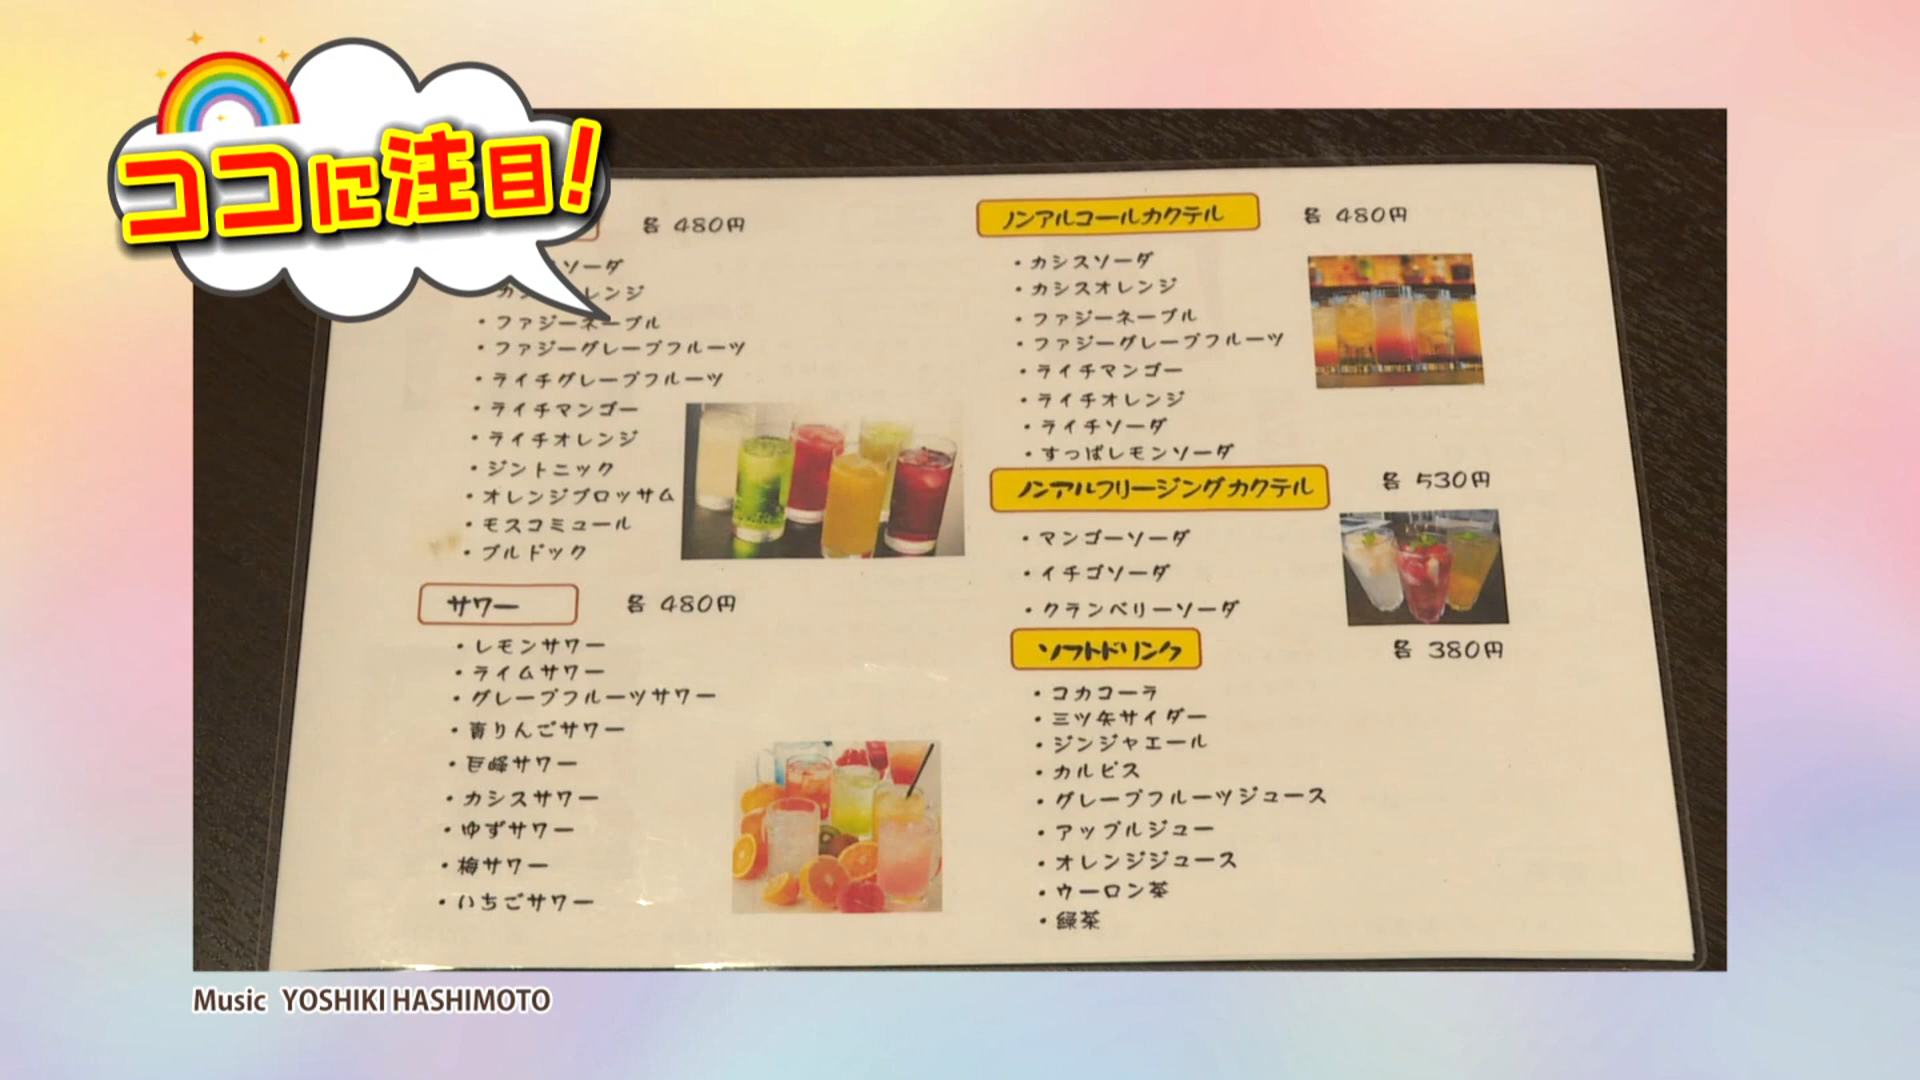 ココに注目!
各 480円
ソーダ
カシスオレンジ
・ファジーネーブル
・ファジーグレープフルーツ
・ライチグレープフルーツ
・ライチマンゴー
・ライチオレンジ
・ジントニック
・オレンジブロッサム
・モスコミュール
・ブルドック
サワー 各 480円
・レモンサワー
・ライムサワー
・グレープフルーツサワー
・青りんごサワー
・巨峰サワー
・カシスサワー
・ゆずサワー
・梅サワー
・いちごサワー
ノンアルコールカクテル 各 480円
・カシスソーダ
・カシスオレンジ
・ファジーネーブル
・ファジーグレープフルーツ
・ライチマンゴー
・ライチオレンジ
・ライチソーダ
・すっぱレモンソーダ
ノンアルフリージングカクテル 各 530円
・マンゴーソーダ
・イチゴソーダ
・クランベリーソーダ
ソフトドリンク 各 380円
・コカコーラ
・三ツ矢サイダー
・ジンジャエール
・カルピス
・グレープフルーツジュース
・アップルジュー
・オレンジジュース
・ウーロン茶
・緑茶
Music YOSHIKI HASHIMOTO